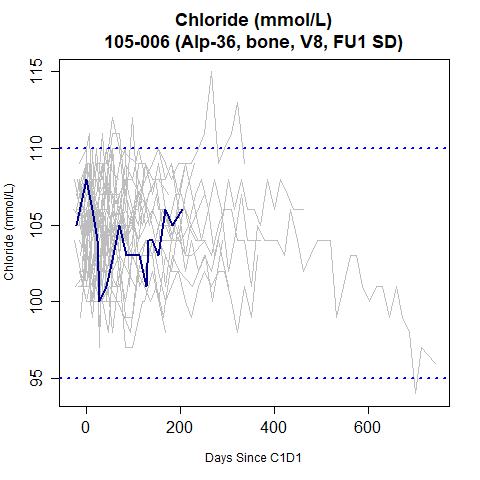 Chloride (mmol/L)
105-006 (Alp-36, bone, V8, FU1 SD)
Chloride (mmol/L)
115
110
105
100
95
0
200
400
600
Days Since C1D1